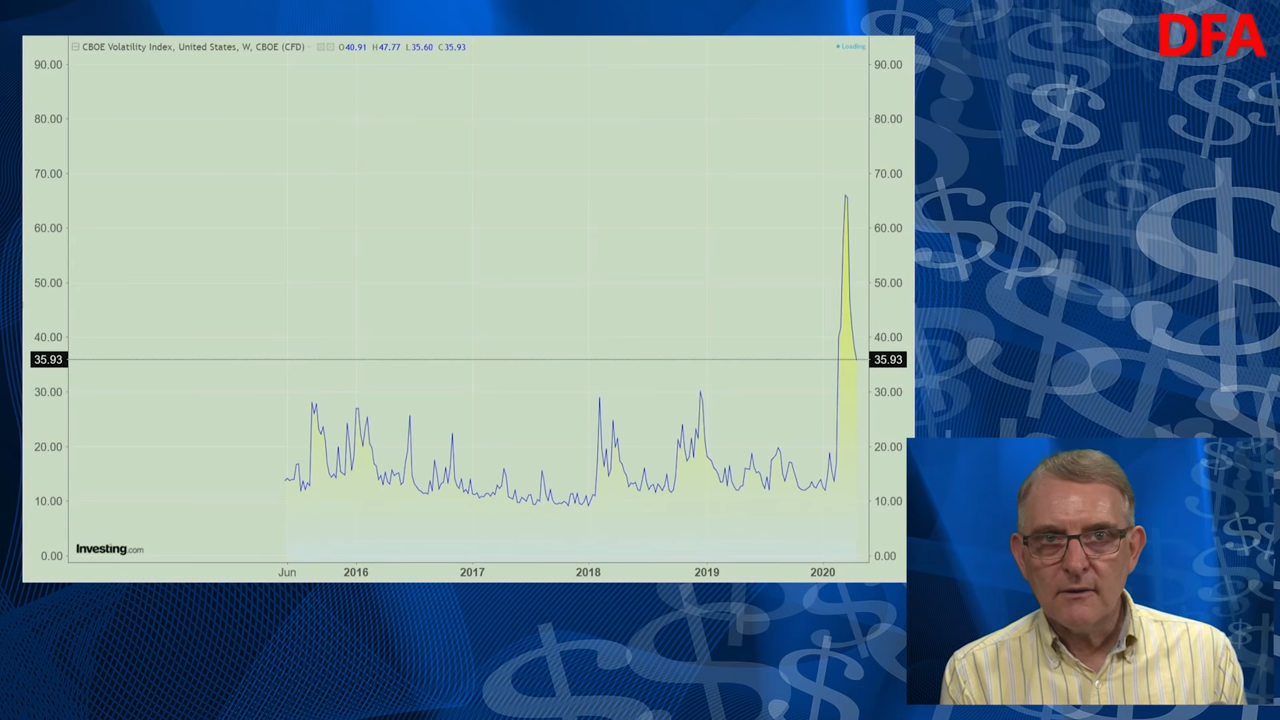 DFA
CBOE Volatility Index, United States, W, CBOE (CFD) O40.91 H47.77 L35.60 C35.93
Loading
90.00 90.00
80.00 80.00
70.00 70.00
60.00 60.00
50.00 50.00
40.00 40.00
35.93 35.93
30.00 30.00
20.00 20.00
10.00 10.00
Investing.com
0.00 0.00
Jun 2016 2017 2018 2019 2020